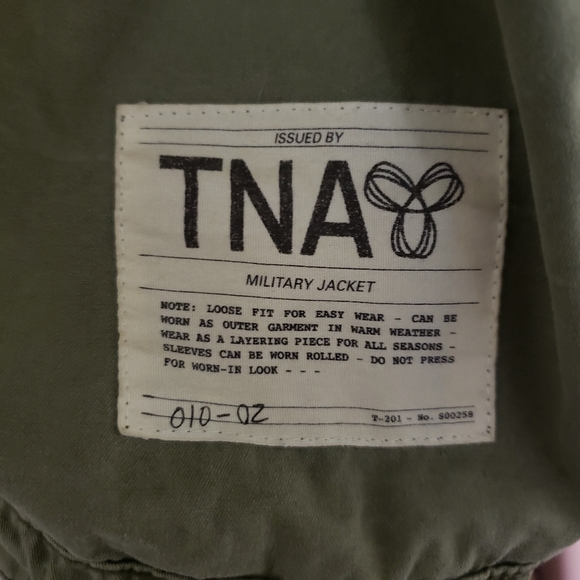 ISSUED BY
TNA
MILITARY JACKET
NOTE: LOOSE FIT FOR EASY WEAR - CAN BE
WORN AS OUTER GARMENT IN WARM WEATHER -
WEAR AS A LAYERING PIECE FOR ALL SEASONS -
SLEEVES CAN BE WORN ROLLED - DO NOT PRESS
FOR WORN-IN LOOK - - -
010-02
T-201 - No. S00258